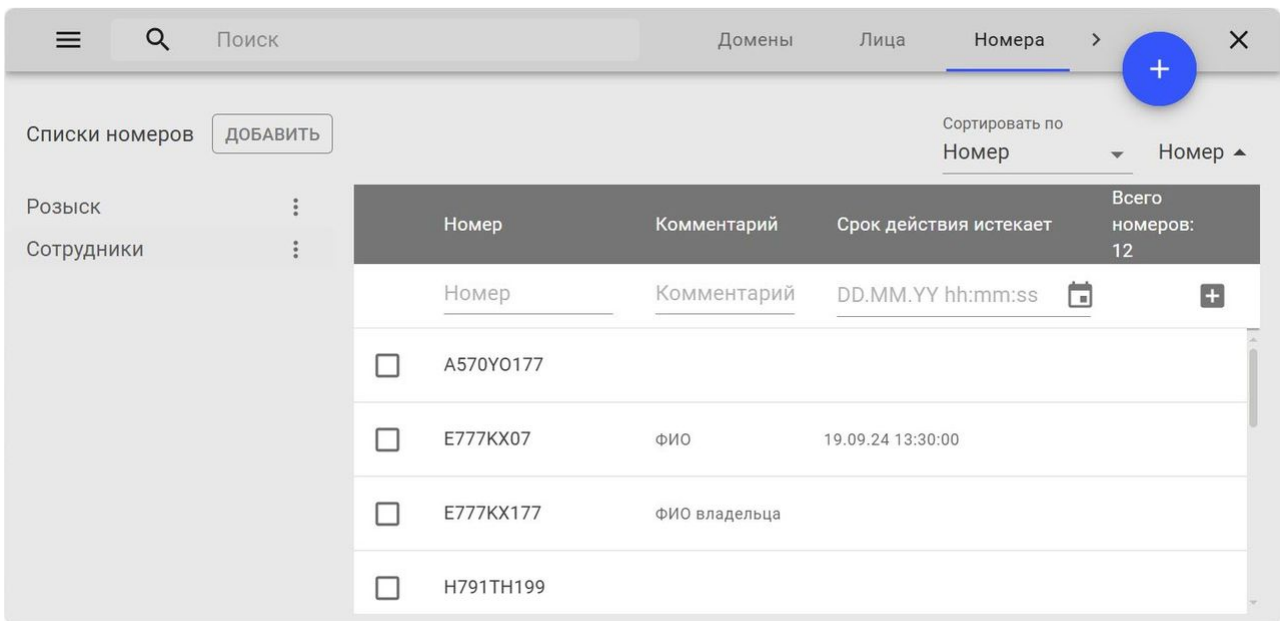 Поиск
Домены Лица Номера
Списки номеров ДОБАВИТЬ
Сортировать по
Номер Номер
Розыск
Сотрудники
Номер Комментарий Срок действия истекает Всего номеров: 12
Номер Комментарий DD.MM.YY hh:mm:ss
A570YO177
E777KX07 ФИО 19.09.24 13:30:00
E777KX177 ФИО владельца
H791TH199